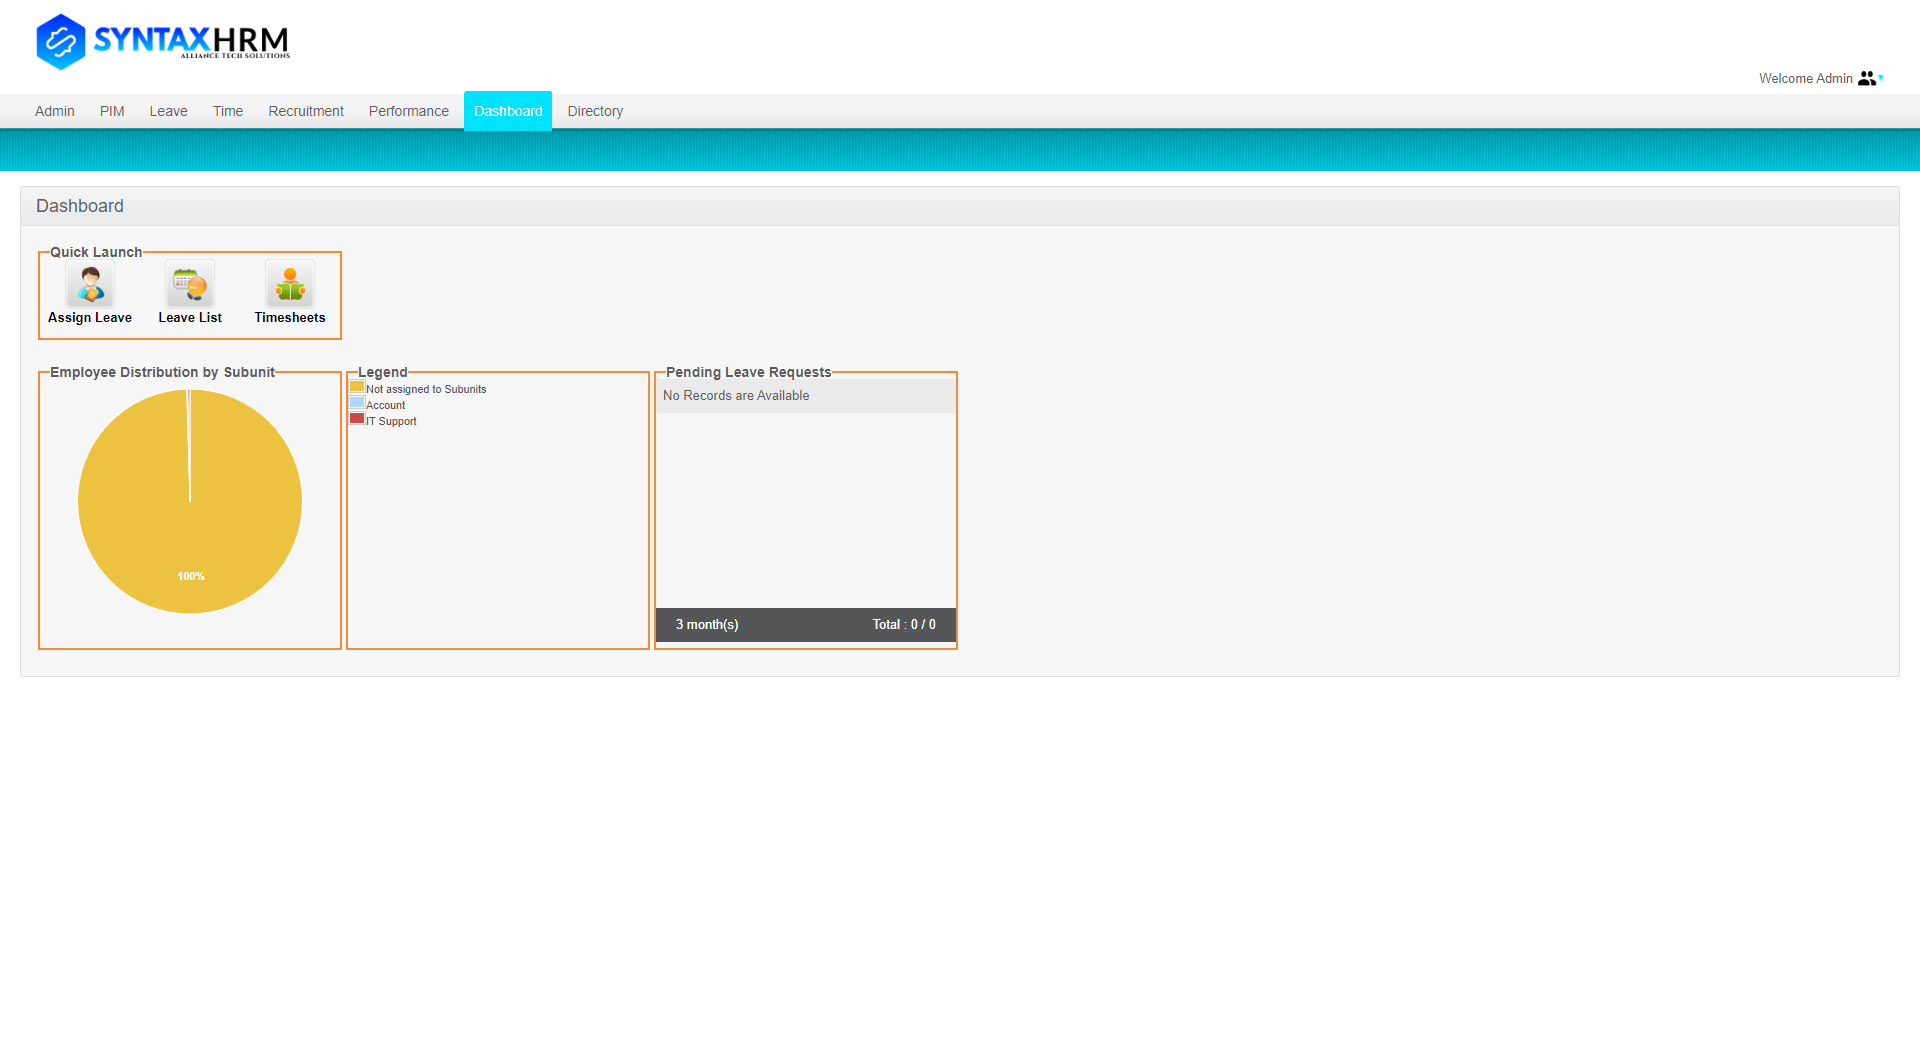 SYNTAXHRM
ALLIANCE TECH SOLUTIONS
Welcome Admin
Admin PIM Leave Time Recruitment Performance Dashboard Directory
Dashboard
Quick Launch
Assign Leave Leave List Timesheets
Employee Distribution by Subunit
100%
Legend
Not assigned to Subunits
Account
IT Support
Pending Leave Requests
No Records are Available
3 month(s) Total : 0 / 0